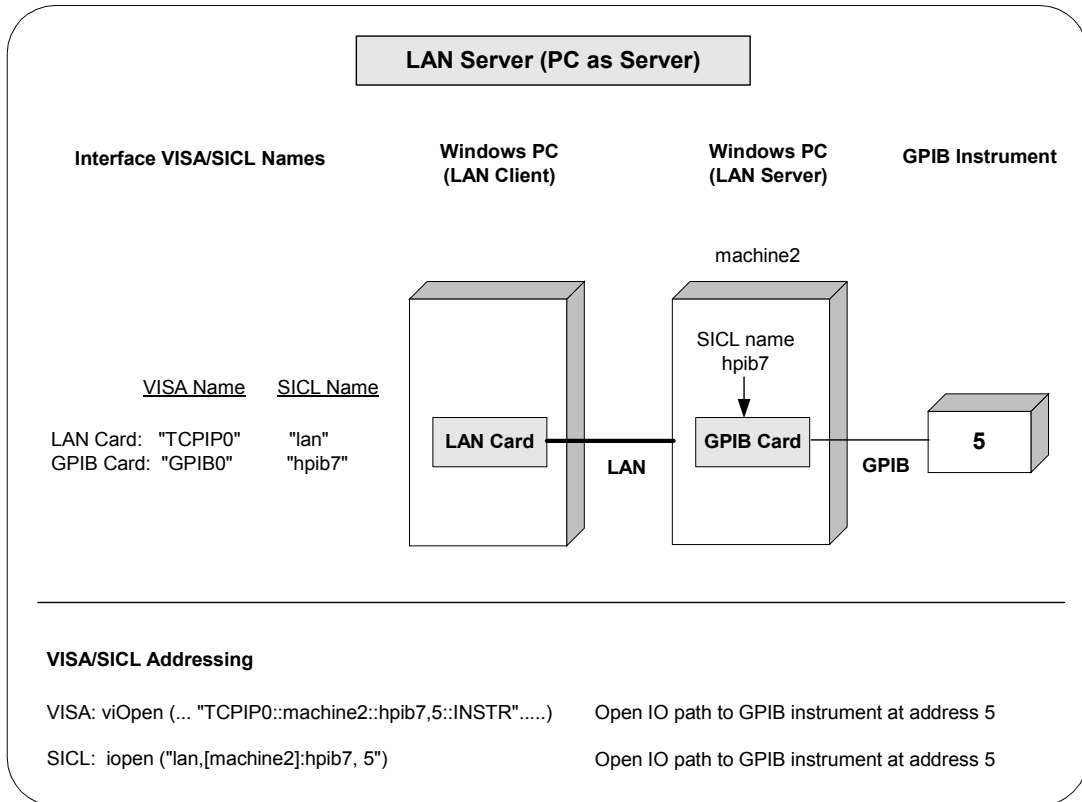 LAN Server (PC as Server)
Interface VISA/SICL Names
Windows PC
(LAN Client)
Windows PC
(LAN Server)
GPIB Instrument
machine2
SICL name
hpib7
VISA Name SICL Name
LAN Card: "TCPIP0" "lan"
GPIB Card: "GPIB0" "hpib7"
LAN Card
LAN
GPIB Card
GPIB
5
VISA/SICL Addressing
VISA: viOpen (... "TCPIP0::machine2::hpib7,5::INSTR".....) Open IO path to GPIB instrument at address 5
SICL: iopen ("lan,[machine2]:hpib7, 5") Open IO path to GPIB instrument at address 5